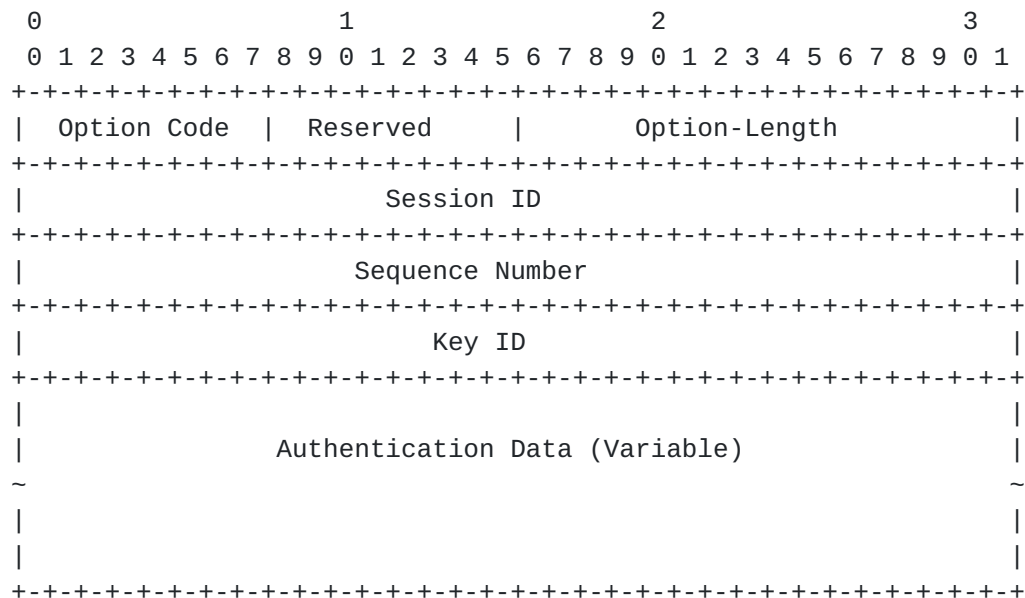 0                   1                   2                   3
 0 1 2 3 4 5 6 7 8 9 0 1 2 3 4 5 6 7 8 9 0 1 2 3 4 5 6 7 8 9 0 1
+-+-+-+-+-+-+-+-+-+-+-+-+-+-+-+-+-+-+-+-+-+-+-+-+-+-+-+-+-+-+-+-+
|  Option Code  |  Reserved     |       Option-Length           |
+-+-+-+-+-+-+-+-+-+-+-+-+-+-+-+-+-+-+-+-+-+-+-+-+-+-+-+-+-+-+-+-+
|                       Session ID                              |
+-+-+-+-+-+-+-+-+-+-+-+-+-+-+-+-+-+-+-+-+-+-+-+-+-+-+-+-+-+-+-+-+
|                     Sequence Number                           |
+-+-+-+-+-+-+-+-+-+-+-+-+-+-+-+-+-+-+-+-+-+-+-+-+-+-+-+-+-+-+-+-+
|                          Key ID                               |
+-+-+-+-+-+-+-+-+-+-+-+-+-+-+-+-+-+-+-+-+-+-+-+-+-+-+-+-+-+-+-+-+
|                                                               |
|                Authentication Data (Variable)                 |
~                                                               ~
|                                                               |
|                                                               |
+-+-+-+-+-+-+-+-+-+-+-+-+-+-+-+-+-+-+-+-+-+-+-+-+-+-+-+-+-+-+-+-+